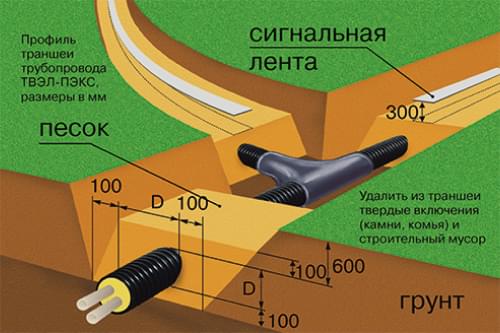 Профиль
траншеи
трубопровода
ТВЭЛ-ПЭКС,
размеры в мм
сигнальная
лента
300
песок
100 D 100
Удалить из траншеи
твердые включения
(камни, комья) и
строительный мусор
100 600
D
100
грунт